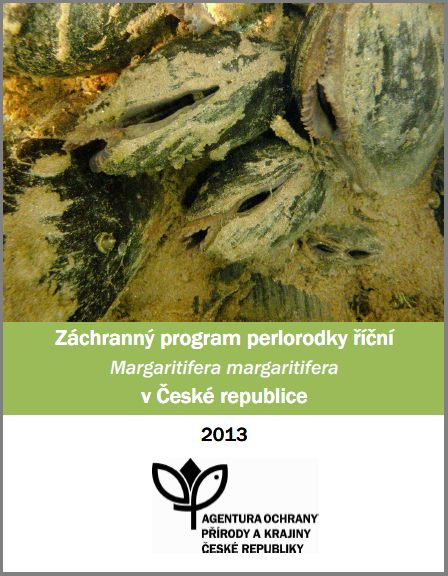 Záchranný program perlorodky říční
Margaritifera margaritifera
v České republice
2013
AGENTURA OCHRANY
PŘÍRODY A KRAJINY
ČESKÉ REPUBLIKY